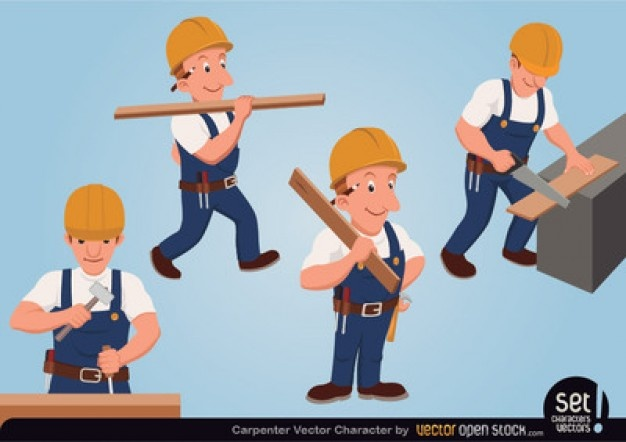 SET!
CHARACTERS
VECTORS
Carpenter Vector Character by VECTOR OPEN STOCK.com